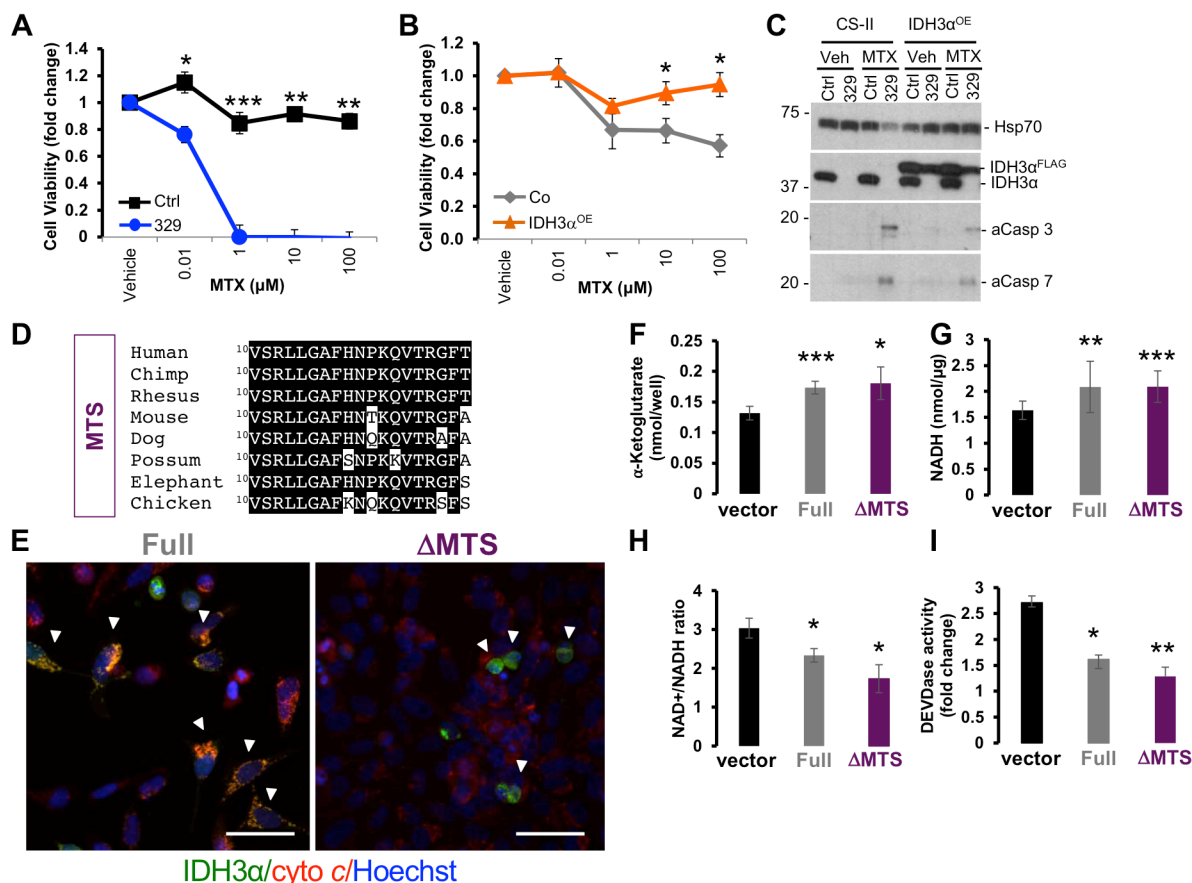 A
Cell Viability (fold change)
1.4
1.2
1.0
0.8
0.6
0.4
0.2
0
*
***
**
**
Ctrl
329
Vehicle
0.01
1
10
100
MTX (µM)
B
Cell Viability (fold change)
1.2
1.0
0.8
0.6
0.4
0.2
0.0
*
*
Co
IDH3αOE
Vehicle
0.01
1
10
100
MTX (µM)
C
CS-II IDH3αOE
Veh MTX Veh MTX
Ctrl 329 Ctrl 329 Ctrl 329 Ctrl 329
75 -
- Hsp70
- IDH3αFLAG
37 -
- IDH3α
20 -
- aCasp 3
20 -
- aCasp 7
D
MTS
Human 10VSRLLGAFHNPKQVTRGFT
Chimp 10VSRLLGAFHNPKQVTRGFT
Rhesus 10VSRLLGAFHNPKQVTRGFT
Mouse 10VSRLLGAFHNTKQVTRGFA
Dog 10VSRLLGAFHNQKQVTRAFA
Possum 10VSRLLGAFSNPKKVTRGFA
Elephant 10VSRLLGAFHNPKQVTRGFS
Chicken 10VSRLLGAFKNQKQVTRSFS
E
Full ΔMTS
IDH3α/cyto c/Hoechst
F
α-Ketoglutarate
(nmol/well)
0.25
0.2
0.15
0.1
0.05
0
***
*
vector Full ΔMTS
G
NADH (nmol/µg)
3
2.5
2
1.5
1
0.5
0
**
***
vector Full ΔMTS
H
NAD+/NADH ratio
4
3
2
1
0
*
*
vector Full ΔMTS
I
DEVDase activity
(fold change)
3
2.5
2
1.5
1
0.5
0
*
**
vector Full ΔMTS